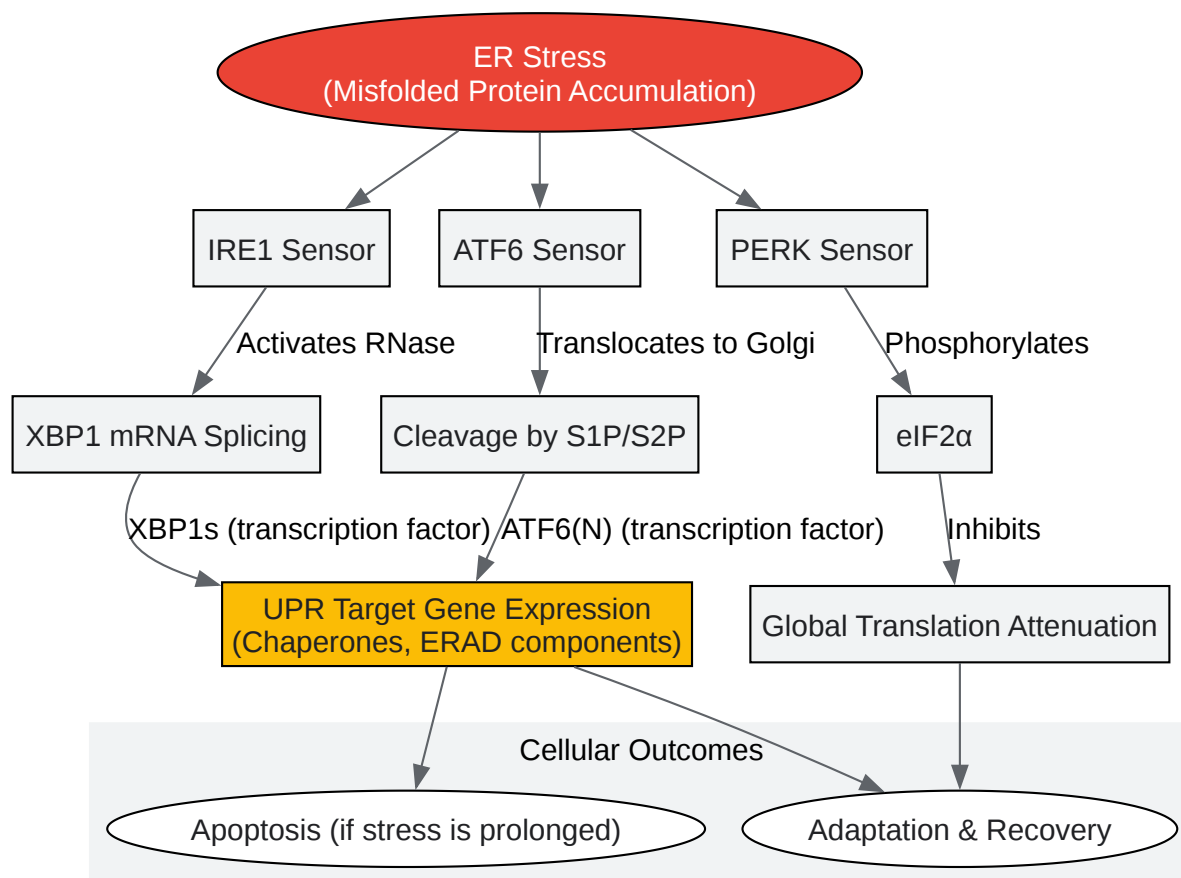 ER Stress
(Misfolded Protein Accumulation)
IRE1 Sensor
ATF6 Sensor
PERK Sensor
Activates RNase
Translocates to Golgi
Phosphorylates
XBP1 mRNA Splicing
Cleavage by S1P/S2P
eIF2α
XBP1s (transcription factor)
ATF6(N) (transcription factor)
Inhibits
UPR Target Gene Expression
(Chaperones, ERAD components)
Global Translation Attenuation
Cellular Outcomes
Apoptosis (if stress is prolonged)
Adaptation & Recovery